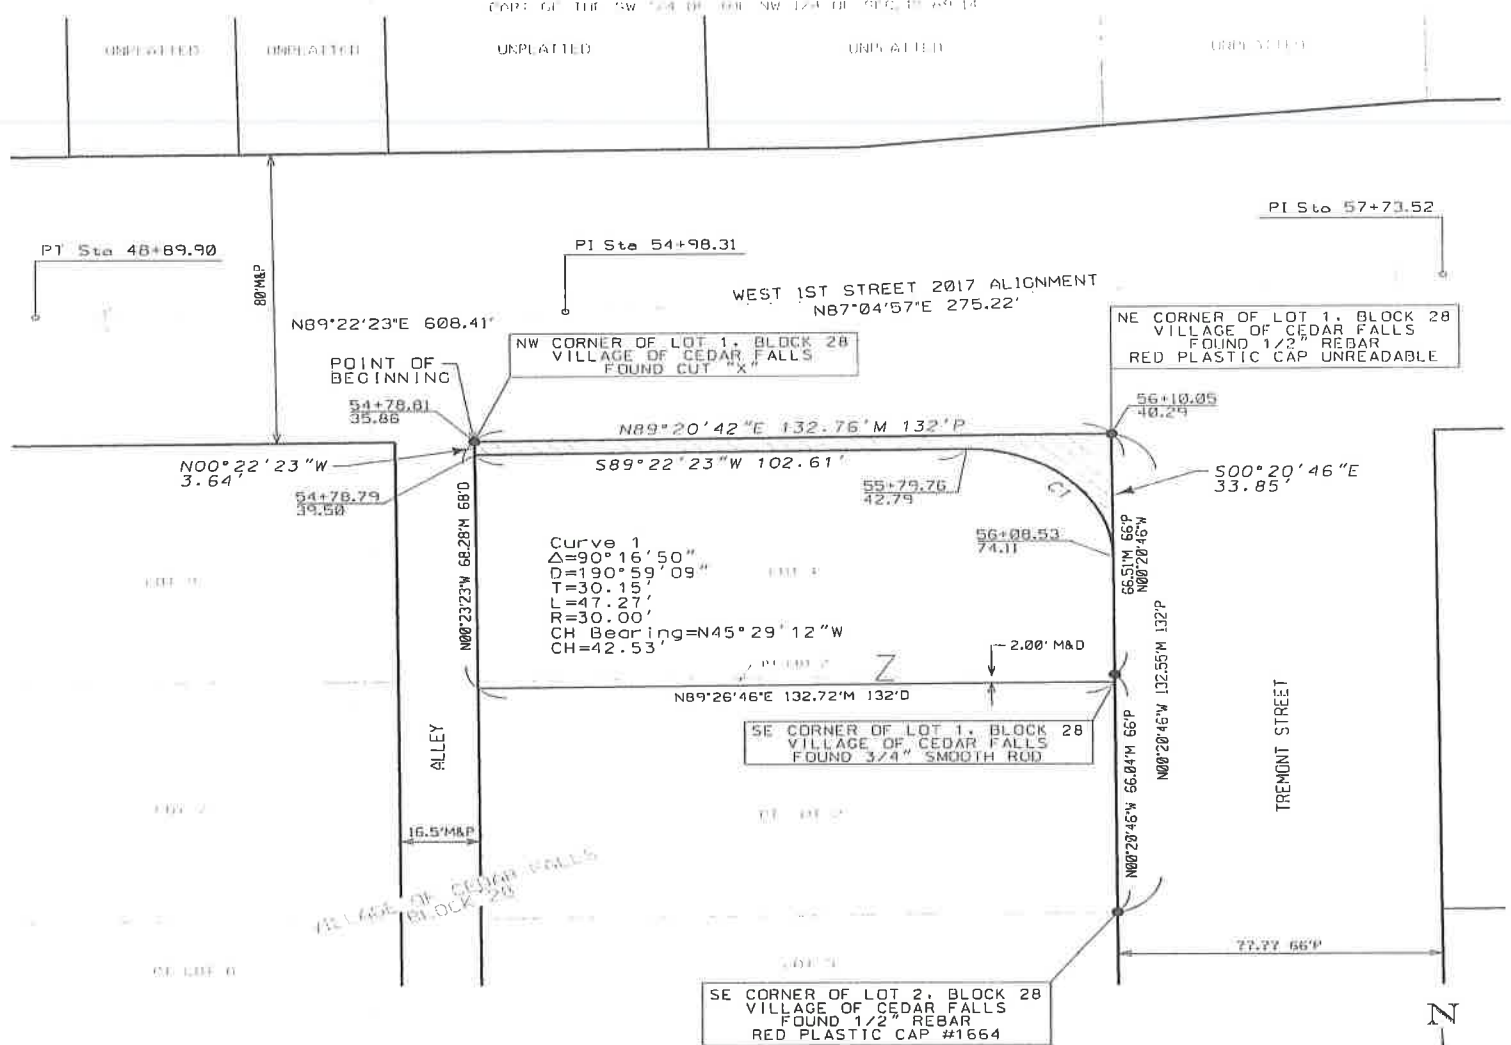 UNPLATTED
UNPLATTED
UNPLATTED
UNPLATTED
UNPLATTED
PI Sta 57+73.52
PT Sta 48+89.90
PI Sta 54+98.31
80'M&P
WEST 1ST STREET 2017 ALIGNMENT
N87°04'57"E 275.22'
N89°22'23"E 608.41'
NW CORNER OF LOT 1, BLOCK 28
VILLAGE OF CEDAR FALLS
FOUND CUT "X"
NE CORNER OF LOT 1, BLOCK 28
VILLAGE OF CEDAR FALLS
FOUND 1/2" REBAR
RED PLASTIC CAP UNREADABLE
POINT OF
BEGINNING
54+78.81
35.86
56+10.05
40.29
N89°20'42"E 132.76'M 132'P
N00°22'23"W
3.64'
S89°22'23"W 102.61'
S00°20'46"E
33.85'
54+78.79
39.50
55+79.76
42.79
C1
56+08.53
74.11
N00°23'23"W 68.28'M 68'D
66.51'M 66'P
N00°20'46"W
Curve 1
Δ=90°16'50"
D=190°59'09"
T=30.15'
L=47.27'
R=30.00'
CH Bearing=N45°29'12"W
CH=42.53'
2.00' M&D
Z
N89°26'46"E 132.72'M 132'D
N00°20'46"W 132.55'M 132'P
SE CORNER OF LOT 1, BLOCK 28
VILLAGE OF CEDAR FALLS
FOUND 3/4" SMOOTH ROD
ALLEY
TREMONT STREET
N00°20'46"W 66.04'M 66'P
16.5'M&P
VILLAGE OF CEDAR FALLS
BLOCK 28
77.77 66'P
SE CORNER OF LOT 2, BLOCK 28
VILLAGE OF CEDAR FALLS
FOUND 1/2" REBAR
RED PLASTIC CAP #1664
N